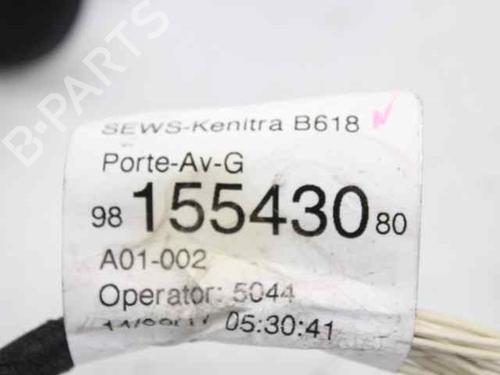 B-PARTS
SEWS-Kenitra B618
Porte-Av-G
98 155430 80
A01-002
Operator: 5044
05:30:41